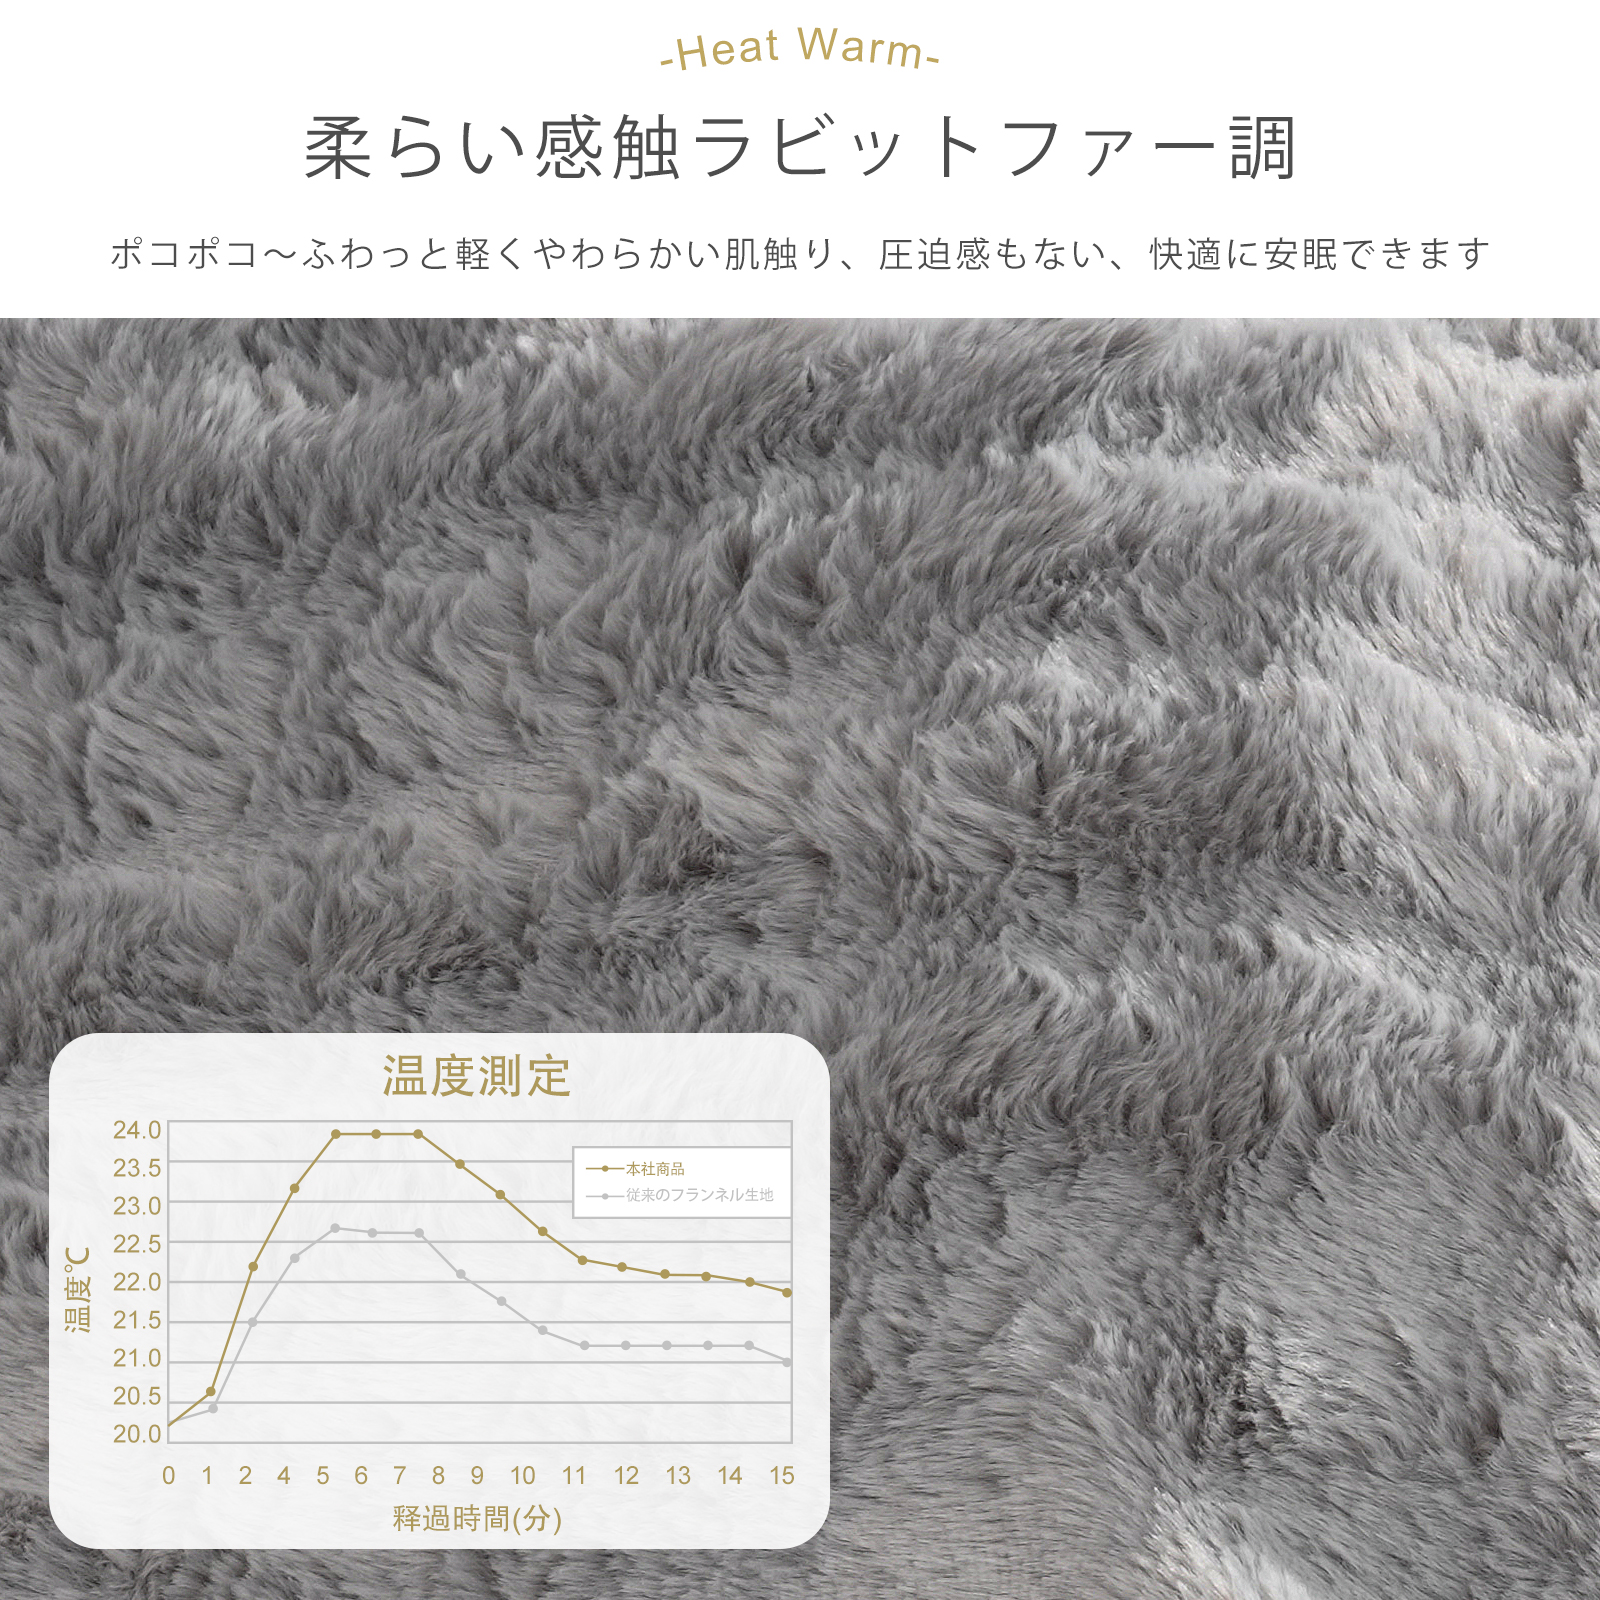 -Heat Warm-
柔らい感触ラビットファー調
ポコポコ～ふわっと軽くやわらかい肌触り、圧迫感もない、快適に安眠できます
温度測定
24.0
23.5
23.0
22.5
22.0
21.5
21.0
20.5
20.0
温度℃
本社商品
従来のフランネル生地
0 1 2 4 5 6 7 8 9 10 11 12 13 14 15
釋過時間(分)